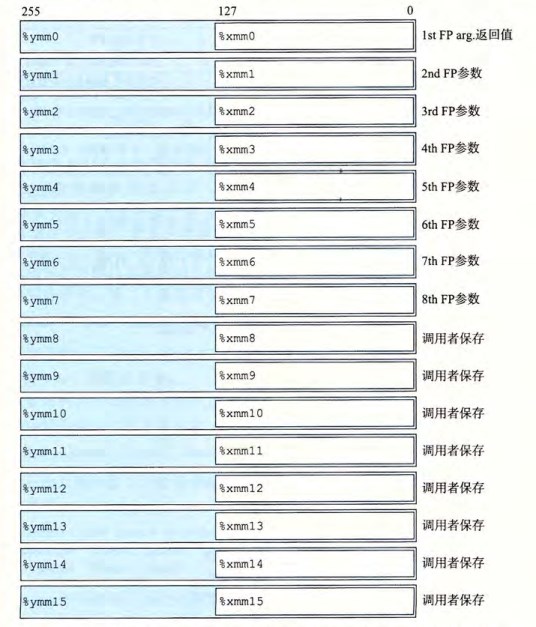 255 127 0
%ymm0 %xmm0 1st FP arg.返回值
%ymm1 %xmm1 2nd FP参数
%ymm2 %xmm2 3rd FP参数
%ymm3 %xmm3 4th FP参数
%ymm4 %xmm4 5th FP参数
%ymm5 %xmm5 6th FP参数
%ymm6 %xmm6 7th FP参数
%ymm7 %xmm7 8th FP参数
%ymm8 %xmm8 调用者保存
%ymm9 %xmm9 调用者保存
%ymm10 %xmm10 调用者保存
%ymm11 %xmm11 调用者保存
%ymm12 %xmm12 调用者保存
%ymm13 %xmm13 调用者保存
%ymm14 %xmm14 调用者保存
%ymm15 %xmm15 调用者保存